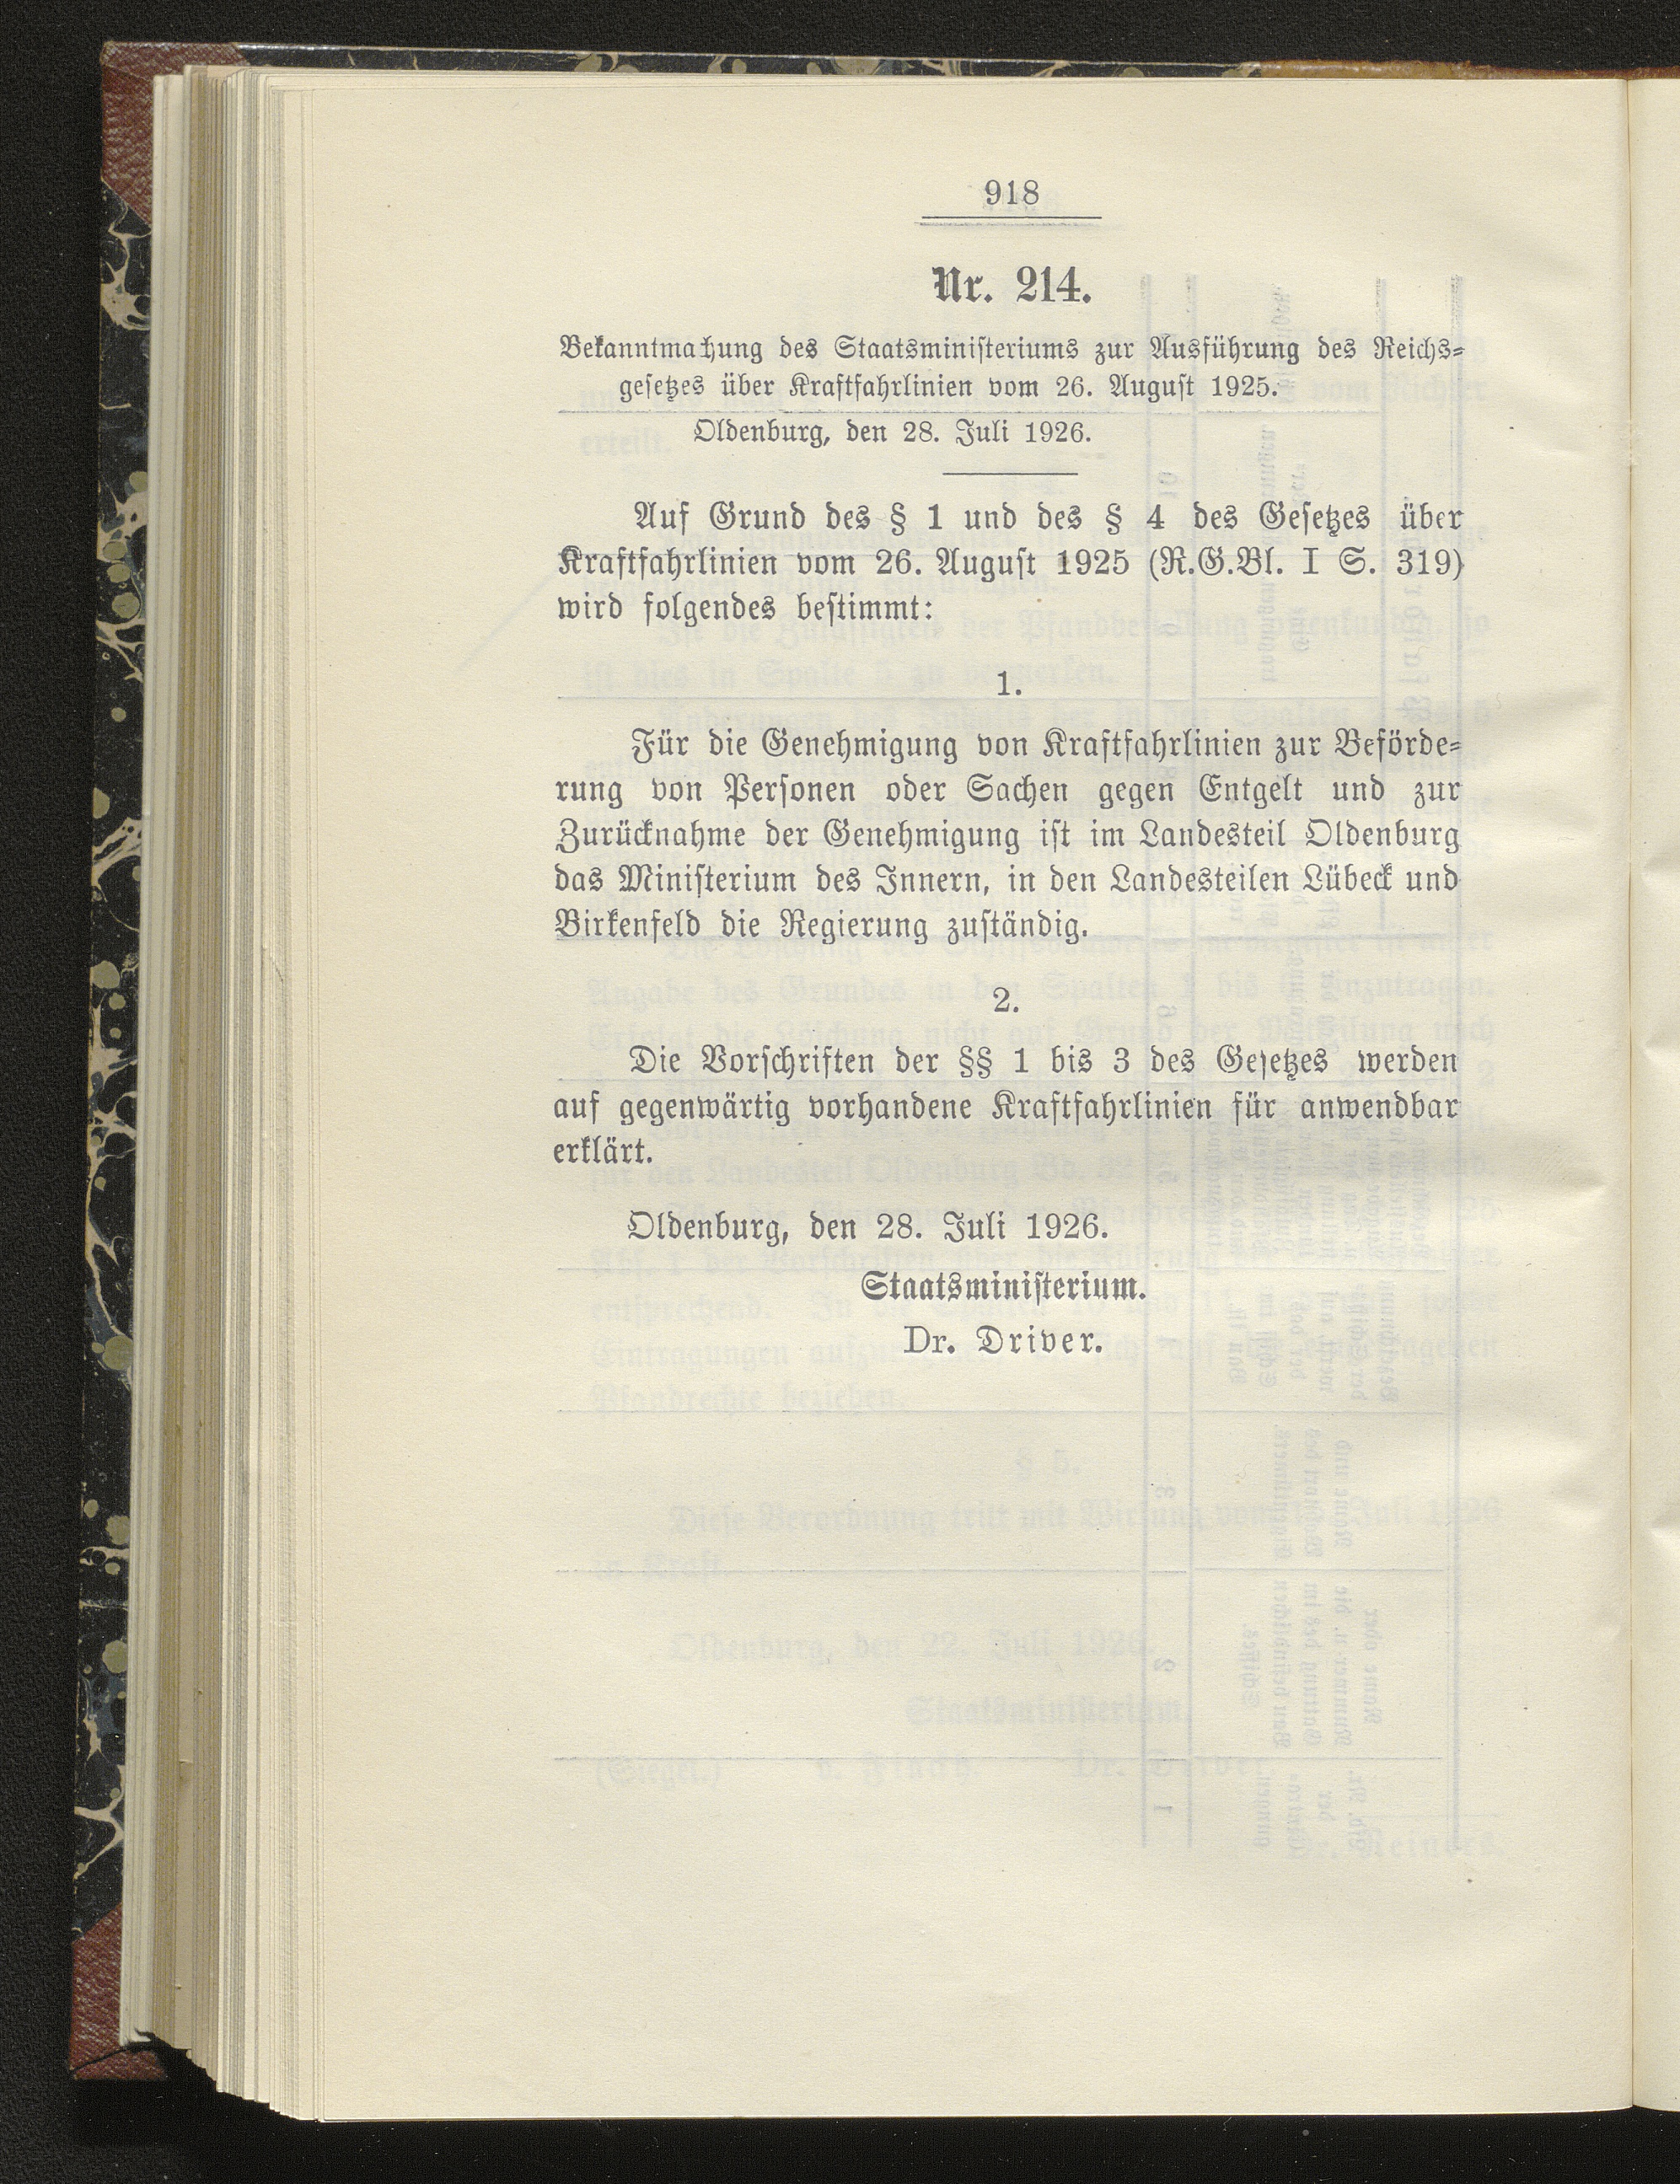 918
Nr. 214.
Bekanntmachung des Staatsministeriums zur Ausführung des Reichs-
gesetzes über Kraftfahrlinien vom 26. August 1925.
Oldenburg, den 28. Juli 1926.
Auf Grund des § 1 und des § 4 des Gesetzes über
Kraftfahrlinien vom 26. August 1925 (R.G.Bl. I S. 319)
wird folgendes bestimmt:
1.
Für die Genehmigung von Kraftfahrlinien zur Beförde-
rung von Personen oder Sachen gegen Entgelt und zur
Zurücknahme der Genehmigung ist im Landesteil Oldenburg
das Ministerium des Innern, in den Landesteilen Lübeck und
Birkenfeld die Regierung zuständig.
2.
Die Vorschriften der §§ 1 bis 3 des Gesetzes werden
auf gegenwärtig vorhandene Kraftfahrlinien für anwendbar
erklärt.
Oldenburg, den 28. Juli 1926.
Staatsministerium.
Dr. Driver.